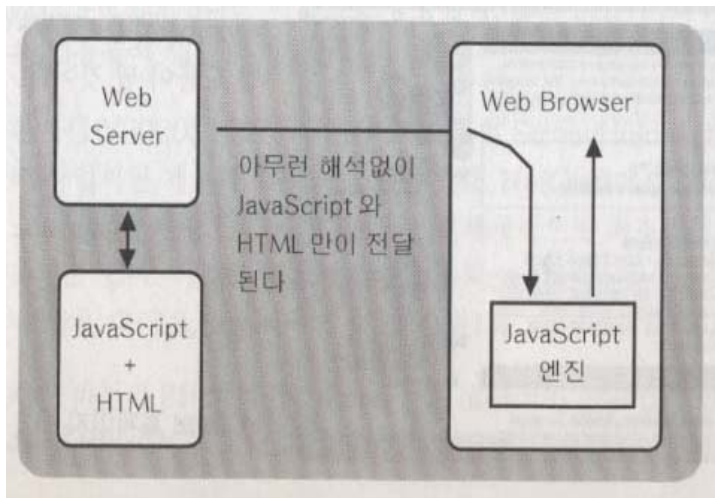 Web
Server
JavaScript
+
HTML
아무런 해석없이
JavaScript 와
HTML 만이 전달
된다
Web Browser
JavaScript
엔진